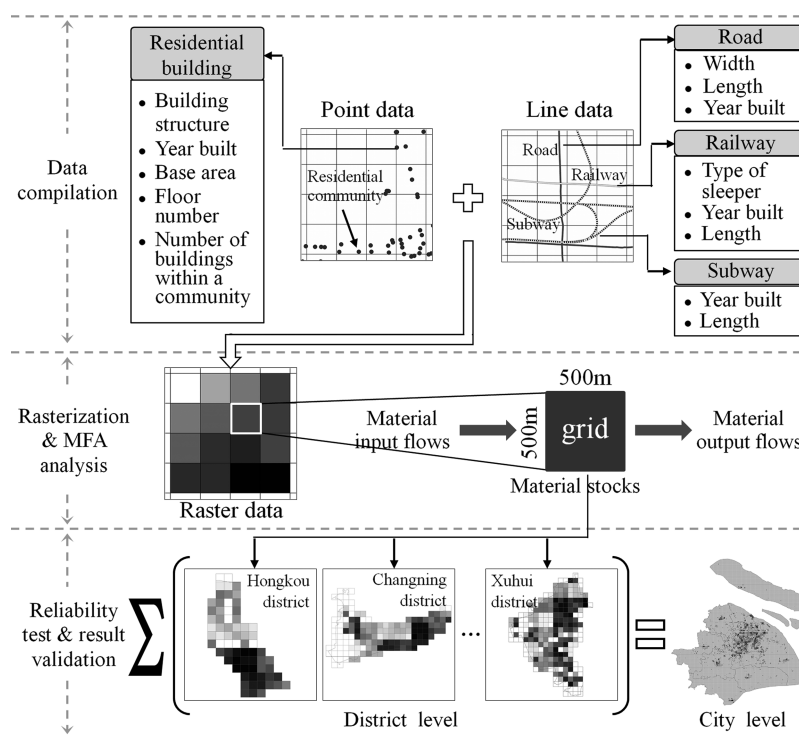 Data
compilation
Residential
building
• Building
structure
• Year built
• Base area
• Floor
number
• Number of
buildings
within a
community
Point data
Residential
community
Line data
Road
Railway
Subway
Road
• Width
• Length
• Year built
Railway
• Type of
sleeper
• Year built
• Length
Subway
• Year built
• Length
Rasterization
& MFA
analysis
Raster data
Material
input flows
500m
500m
grid
Material stocks
Material
output flows
Reliability
test & result
validation
∑
Hongkou
district
Changning
district
...
Xuhui
district
=
District level
City level